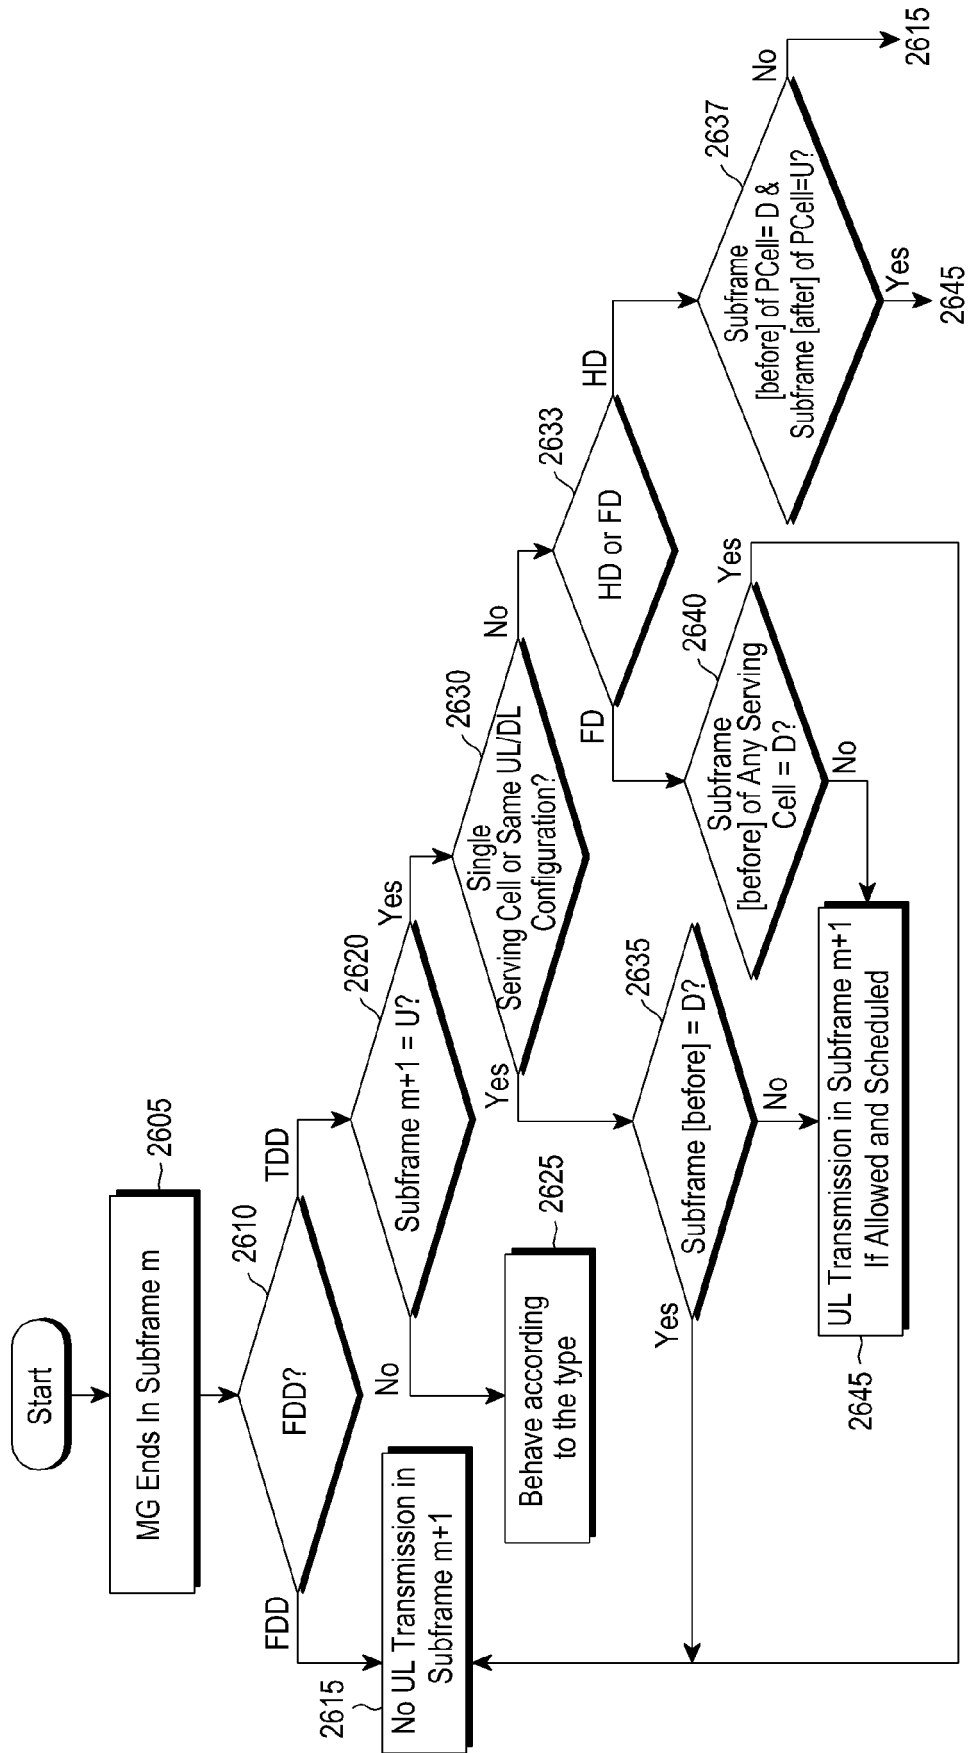 Start
MG Ends In Subframe m
2605
FDD?
2610
FDD
TDD
2615
No UL Transmission in
Subframe m+1
Subframe m+1 = U?
2620
No
Yes
Behave according
to the type
2625
Single
Serving Cell or Same UL/DL
Configuration?
2630
Yes
No
HD or FD
2633
FD
HD
Subframe [before] = D?
2635
Yes
No
Subframe
[before] of Any Serving
Cell = D?
2640
Yes
No
Subframe
[before] of PCell= D &
Subframe [after] of PCell=U?
2637
No
Yes
2615
2645
2645
UL Transmission in Subframe m+1
If Allowed and Scheduled